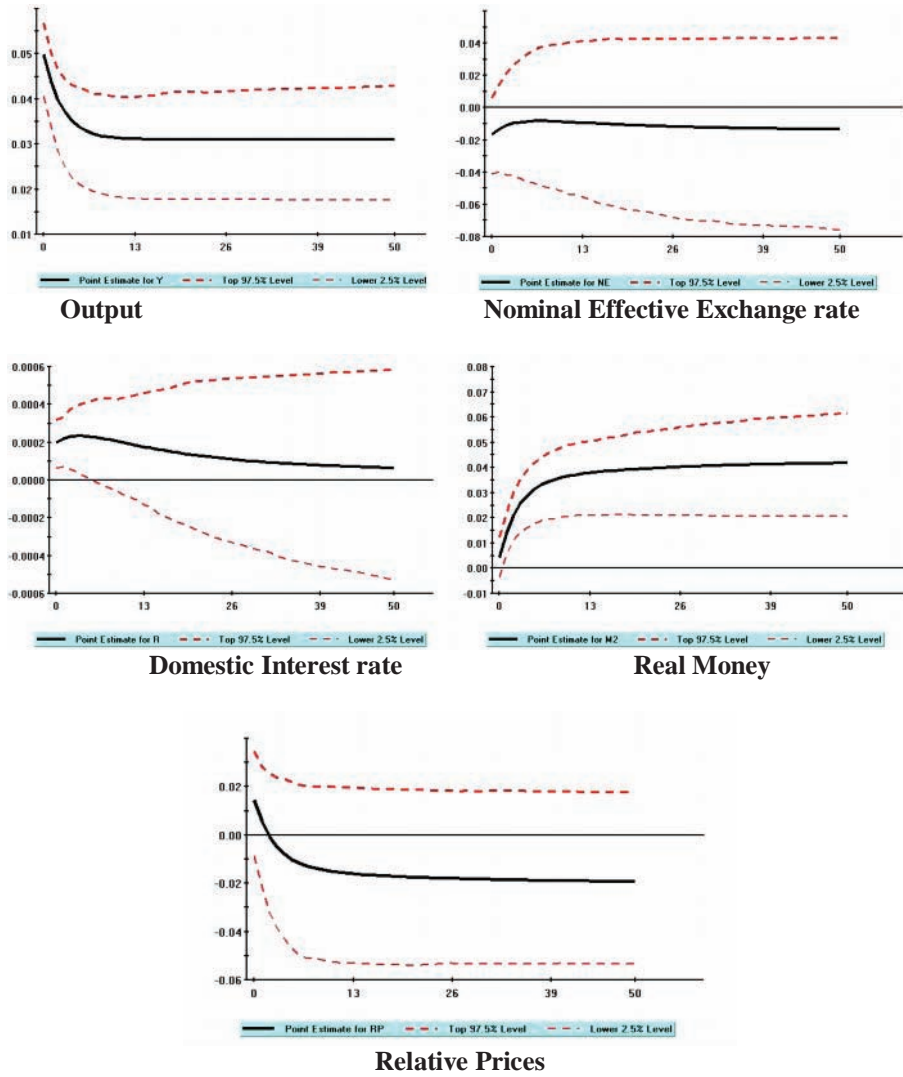 0.05
0.04
0.03
0.02
0.01
0 13 26 39 50
Point Estimate for Y Top 97.5% Level Lower 2.5% Level
Output
0.04
0.02
0.00
-0.02
-0.04
-0.06
-0.08
0 13 26 39 50
Point Estimate for NE Top 97.5% Level Lower 2.5% Level
Nominal Effective Exchange rate
0.0006
0.0004
0.0002
0.0000
-0.0002
-0.0004
-0.0006
0 13 26 39 50
Point Estimate for R Top 97.5% Level Lower 2.5% Level
Domestic Interest rate
0.08
0.07
0.06
0.05
0.04
0.03
0.02
0.01
0.00
-0.01
0 13 26 39 50
Point Estimate for M2 Top 97.5% Level Lower 2.5% Level
Real Money
0.02
0.00
-0.02
-0.04
-0.06
0 13 26 39 50
Point Estimate for RP Top 97.5% Level Lower 2.5% Level
Relative Prices